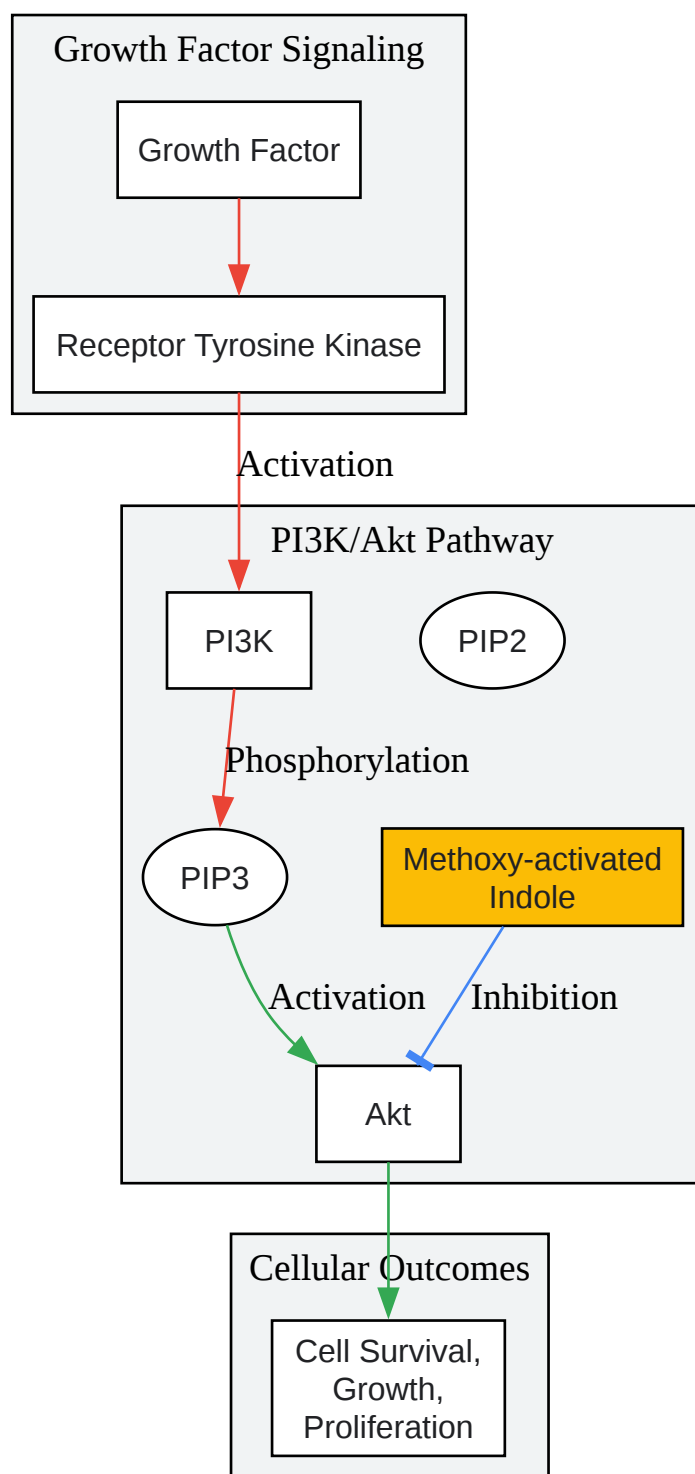 Growth Factor Signaling
Growth Factor
Receptor Tyrosine Kinase
Activation
PI3K/Akt Pathway
PI3K
PIP2
Phosphorylation
PIP3
Methoxy-activated
Indole
Activation
Inhibition
Akt
Cellular Outcomes
Cell Survival,
Growth,
Proliferation